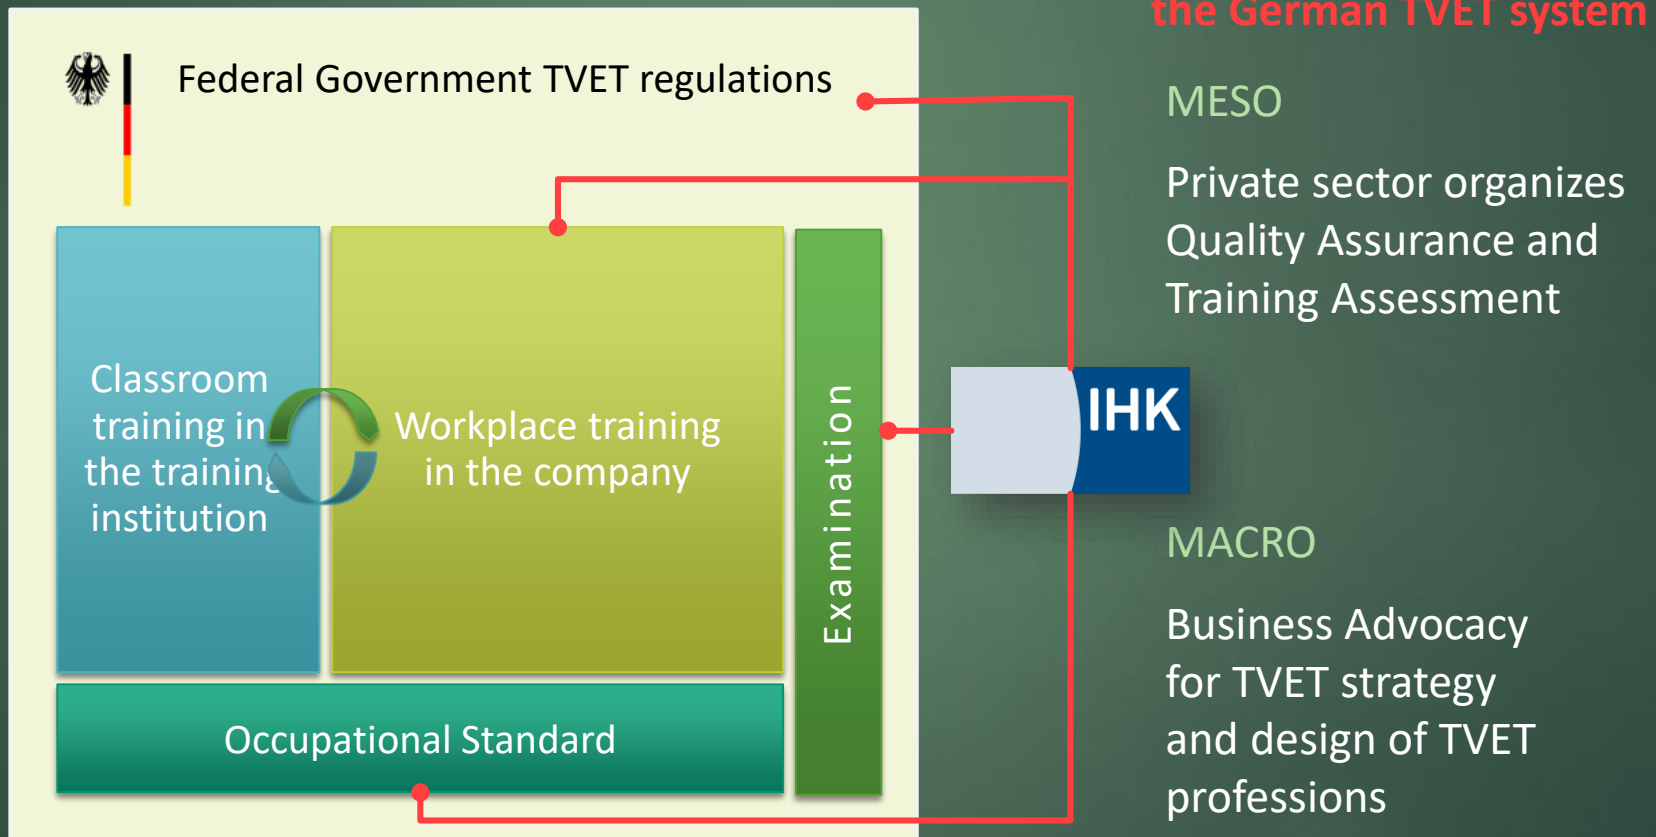 the German TVET system
Federal Government TVET regulations
MESO
Private sector organizes
Quality Assurance and
Training Assessment
Classroom
training in
the training
institution
Workplace training
in the company
Examination
IHK
Occupational Standard
MACRO
Business Advocacy
for TVET strategy
and design of TVET
professions